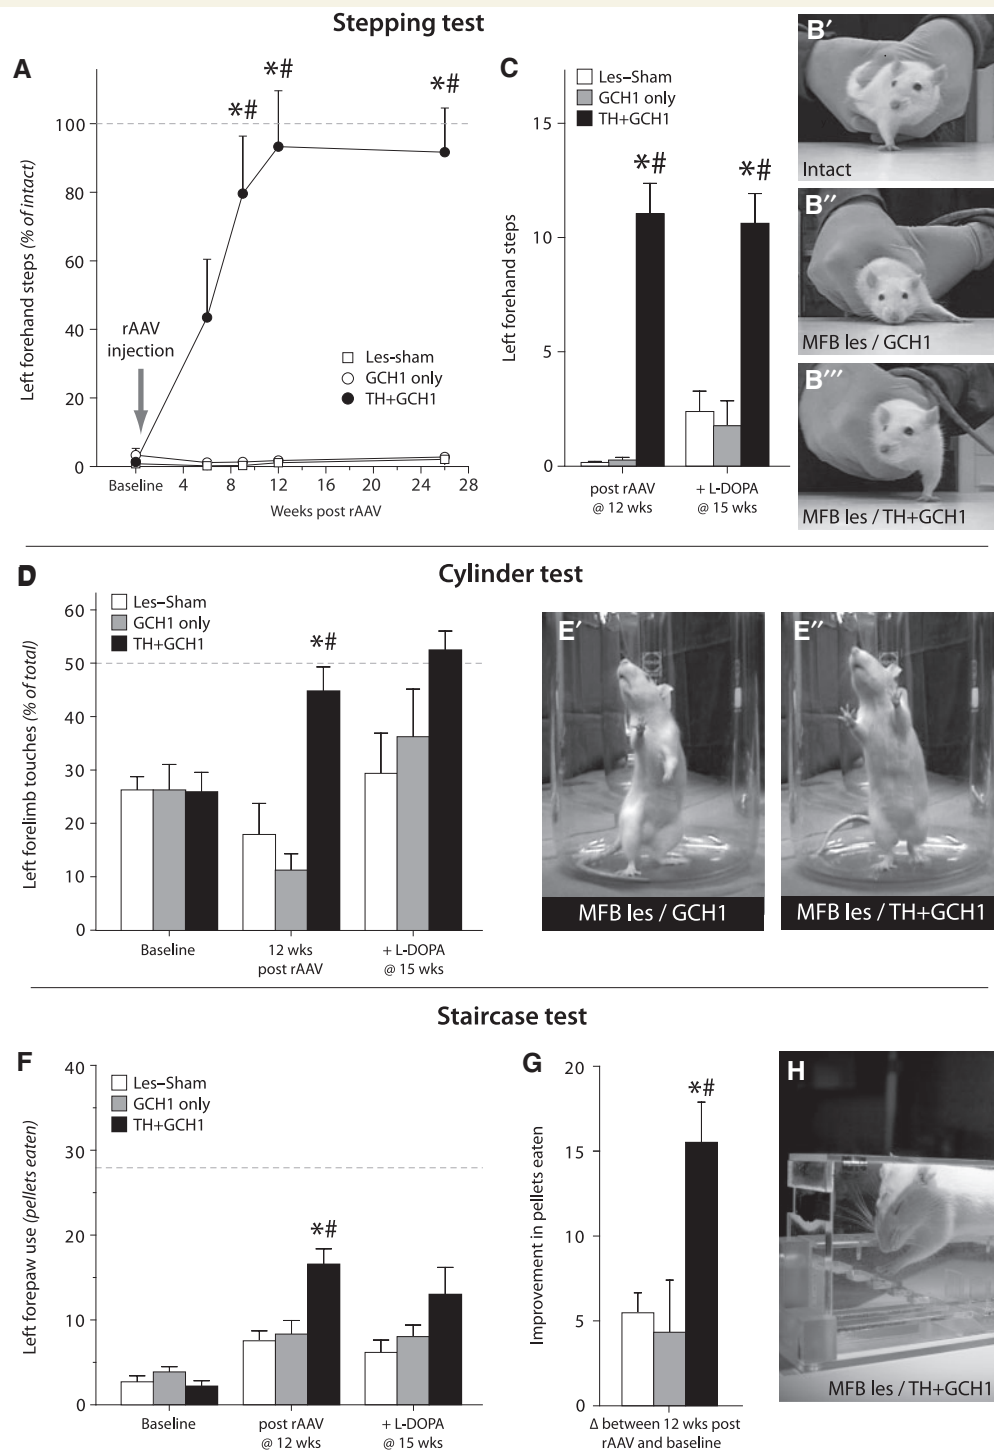 Stepping test
A
Left forehand steps (% of intact)
100
80
60
40
20
0
*#
*#
*#
rAAV
injection
Les-sham
GCH1 only
TH+GCH1
Baseline 4 8 12 16 20 24 28
Weeks post rAAV
C
Les–Sham
GCH1 only
TH+GCH1
Left forehand steps
15
10
5
0
*#
*#
post rAAV
@ 12 wks
+ L-DOPA
@ 15 wks
B′
Intact
B″
MFB les / GCH1
B‴
MFB les / TH+GCH1
D
Cylinder test
Left forelimb touches (% of total)
60
50
40
30
20
10
0
Les–Sham
GCH1 only
TH+GCH1
*#
Baseline
12 wks
post rAAV
+ L-DOPA
@ 15 wks
E′
MFB les / GCH1
E″
MFB les / TH+GCH1
Staircase test
F
Left forepaw use (pellets eaten)
40
30
28
20
10
0
Les–Sham
GCH1 only
TH+GCH1
*#
Baseline
post rAAV
@ 12 wks
+ L-DOPA
@ 15 wks
G
Improvement in pellets eaten
20
15
10
5
0
*#
Δ between 12 wks post
rAAV and baseline
H
MFB les / TH+GCH1